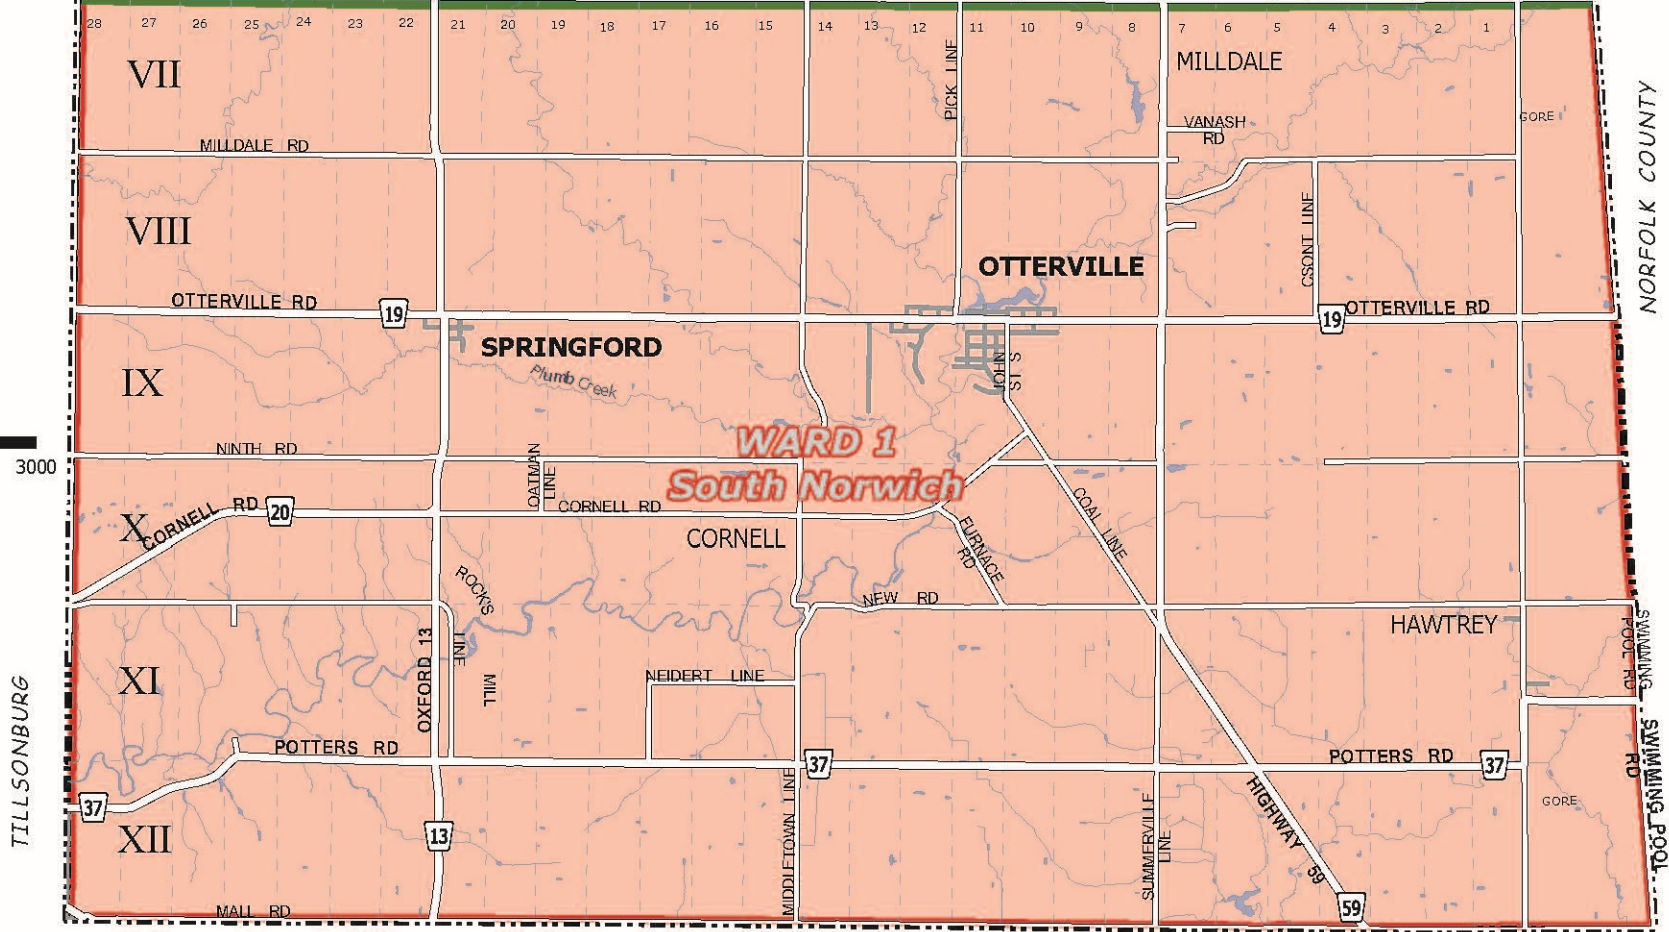 28 27 26 25 24 23 22 21 20 19 18 17 16 15 14 13 12 11 10 9 8 7 6 5 4 3 2 1
VII
PICK LINE
MILLDALE
VANASH
RD
GORE
NORFOLK COUNTY
MILLDALE RD
VIII
CSONT LINE
OTTERVILLE
OTTERVILLE RD
19
19
OTTERVILLE RD
SPRINGFORD
JOHN
ST S
IX
Plumb Creek
WARD 1
South Norwich
NINTH RD
3000
OATMAN
LINE
CORNELL RD
20
X
CORNELL RD
CORNELL
FURNACE
RD
COAL LINE
ROCK'S
MILL
LINE
NEW RD
HAWTREY
SWIMMING
POOL RD
OXFORD 13
XI
NEIDERT LINE
TILLSONBURG
POTTERS RD
37
POTTERS RD
37
SWIMMING POOL
RD
37
GORE
XII
13
MIDDLETOWN LINE
SUMMERVILLE
LINE
HIGHWAY 59
59
MALL RD